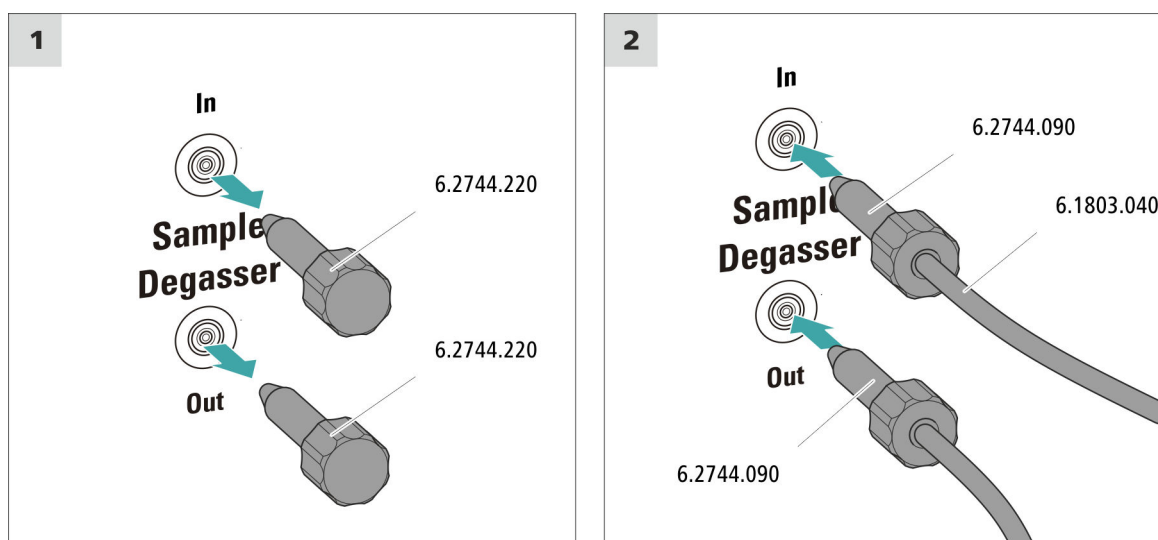 1
In
6.2744.220
Sample
Degasser
6.2744.220
Out
2
In
6.2744.090
6.1803.040
Sample
Degasser
Out
6.2744.090